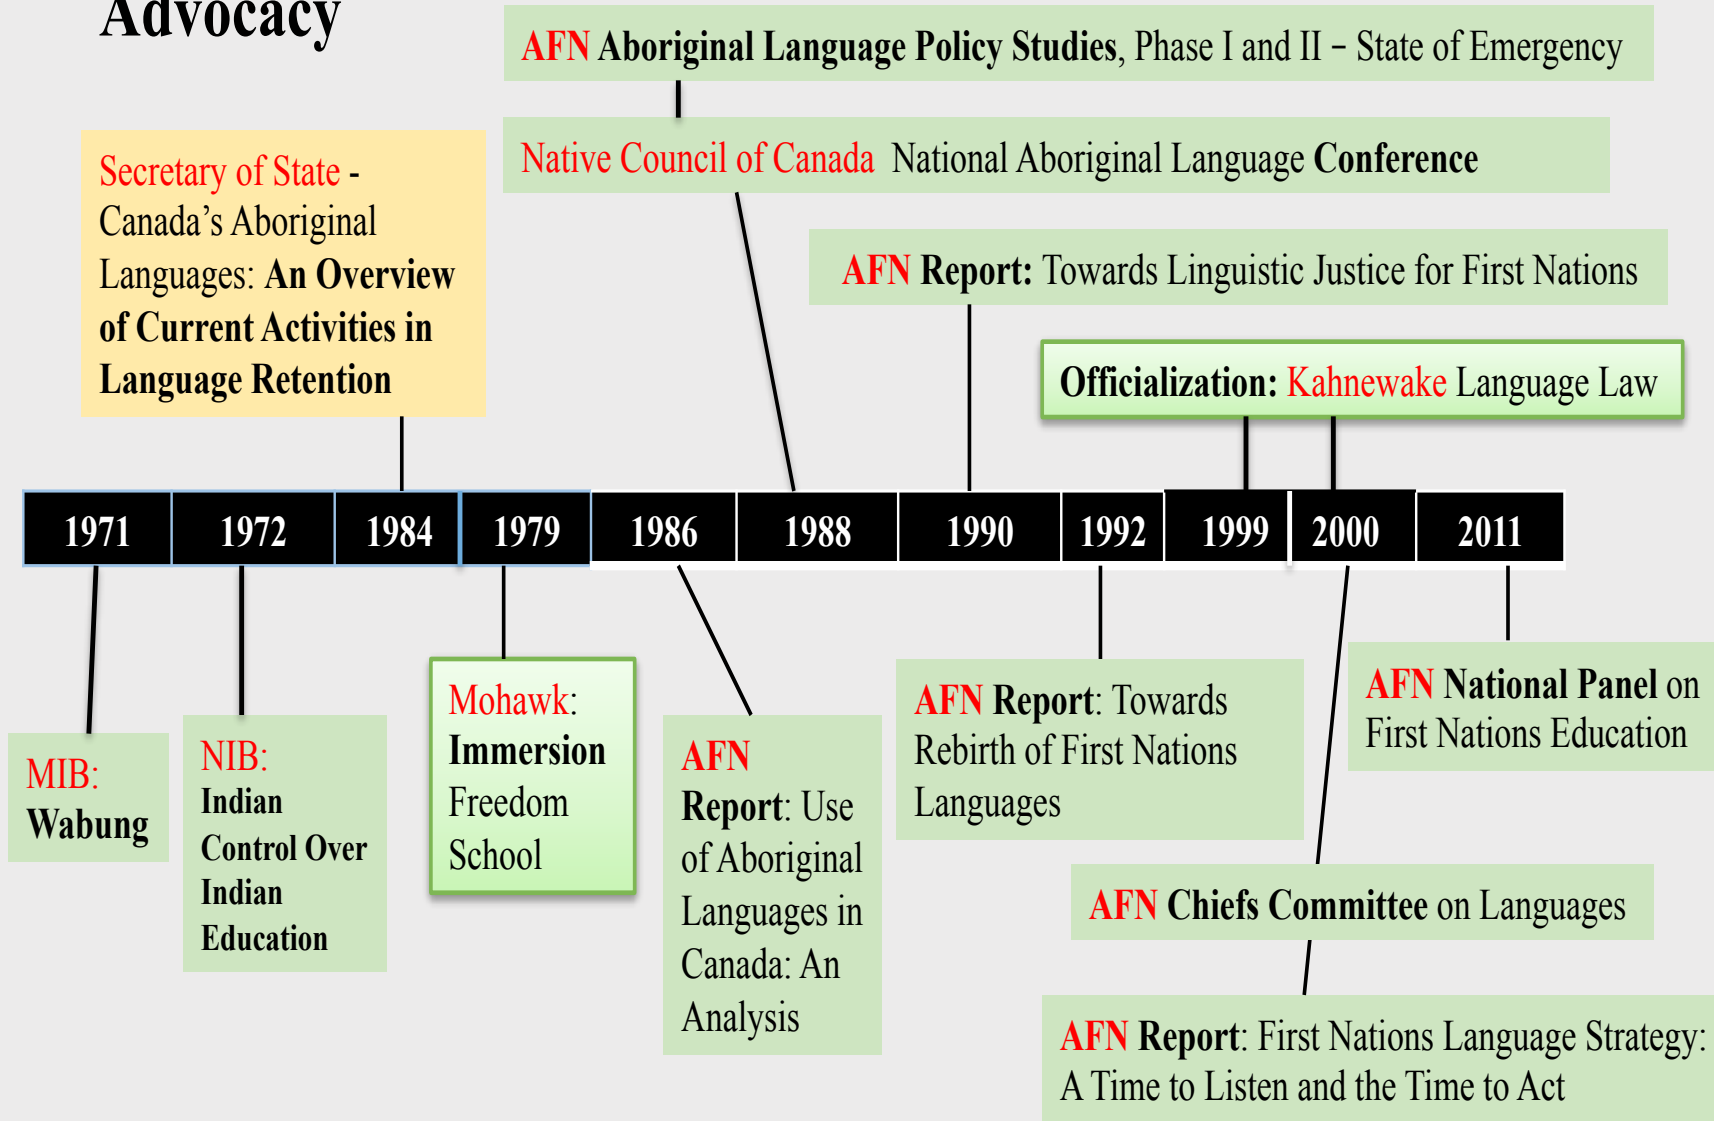 Advocacy
AFN Aboriginal Language Policy Studies, Phase I and II – State of Emergency
Native Council of Canada National Aboriginal Language Conference
Secretary of State -
Canada's Aboriginal
Languages: An Overview
of Current Activities in
Language Retention
AFN Report: Towards Linguistic Justice for First Nations
Officialization: Kahnewake Language Law
1971 1972 1984 1979 1986 1988 1990 1992 1999 2000 2011
MIB:
Wabung
NIB:
Indian
Control Over
Indian
Education
Mohawk:
Immersion
Freedom
School
AFN
Report: Use
of Aboriginal
Languages in
Canada: An
Analysis
AFN Report: Towards
Rebirth of First Nations
Languages
AFN National Panel on
First Nations Education
AFN Chiefs Committee on Languages
AFN Report: First Nations Language Strategy:
A Time to Listen and the Time to Act